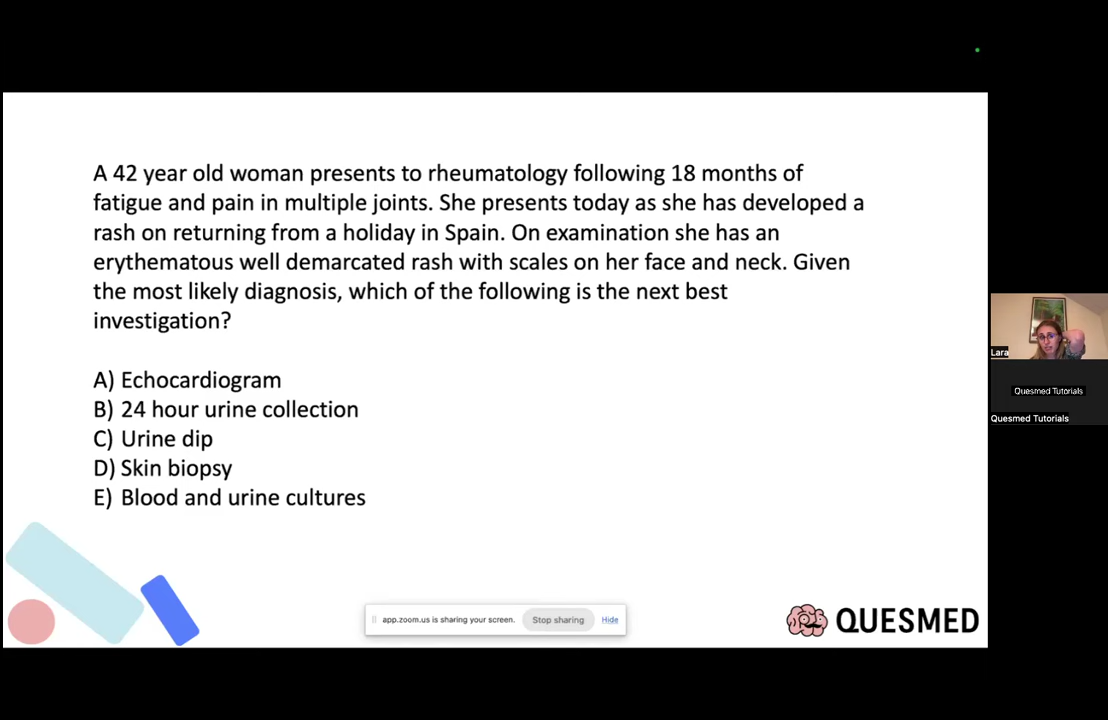 A 42 year old woman presents to rheumatology following 18 months of
fatigue and pain in multiple joints. She presents today as she has developed a
rash on returning from a holiday in Spain. On examination she has an
erythematous well demarcated rash with scales on her face and neck. Given
the most likely diagnosis, which of the following is the next best
investigation?
A) Echocardiogram
B) 24 hour urine collection
C) Urine dip
D) Skin biopsy
E) Blood and urine cultures
app.zoom.us is sharing your screen. Stop sharing Hide
QUESMED
Lara
Quesmed Tutorials
Quesmed Tutorials